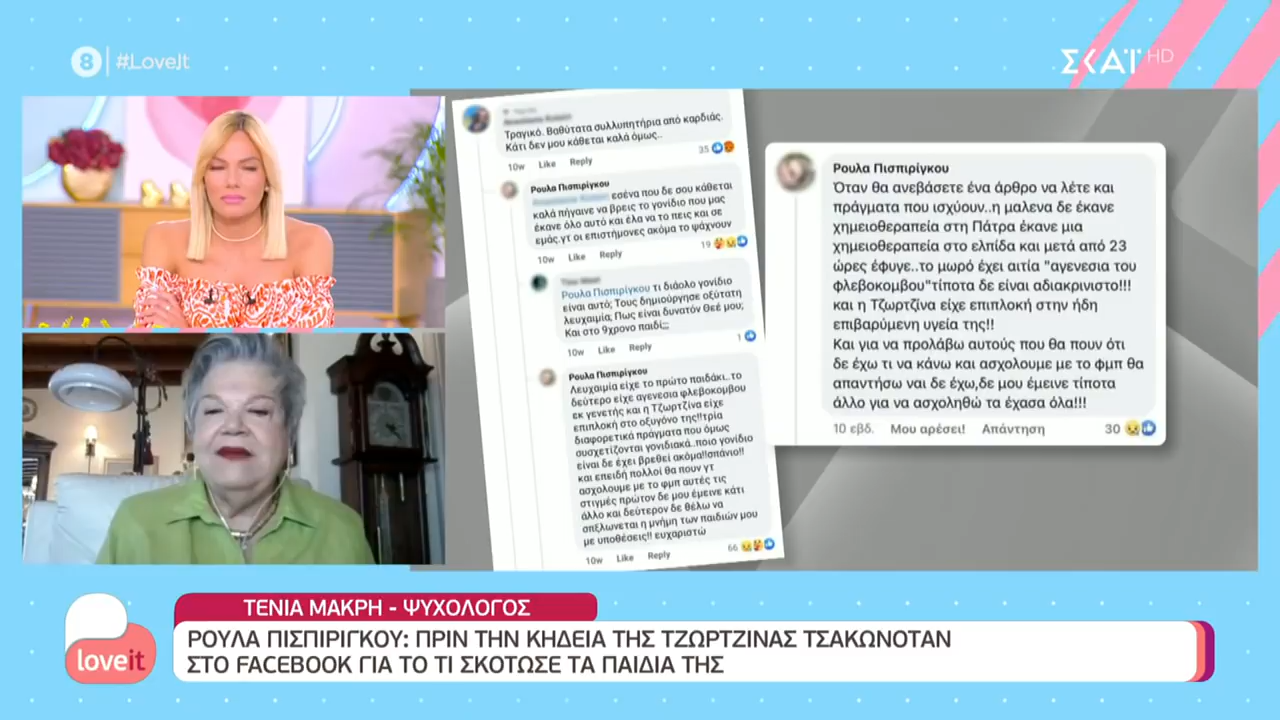 8 #LoveIt
ΣΚΑΪ HD
Τραγικό. Βαθύτατα συλλυπητήρια από καρδιάς.
Κάτι δεν μου κάθεται καλά όμως..
10w Like Reply 35
Ρουλα Πισπιρίγκου
εσένα που δε σου κάθεται
καλά πήγαινε να βρεις το γονίδιο που μας
έκανε όλο αυτό και έλα να το πεις και σε
εμάς.γτ οι επιστήμονες ακόμα το ψάχνουν
10w Like Reply 19
Ρουλα Πισπιρίγκου τι διάολο γονίδιο
είναι αυτό; Τους δημιούργησε οξύτατη
λευχαιμία; Πως είναι δυνατόν Θεέ μου;
Και στο 9χρονο παιδί;;;
10w Like Reply 1
Ρουλα Πισπιρίγκου
Λευχαιμία είχε το πρώτο παιδάκι..το
δεύτερο είχε αγενεσια φλεβοκομβου
εκ γενετής και η Τζωρτζίνα είχε
επιπλοκή στο οξυγόνο της!!τρία
διαφορετικά πράγματα που όμως
συσχετίζονται γονιδιακά..ποιο γονίδιο
είναι δε έχει βρεθεί ακόμα!!σπάνιο!!
και επειδή πολλοί θα πουν γτ
ασχολουμε με το φμπ αυτές τις
στιγμές πρώτον δε μου έμεινε κάτι
άλλο και δεύτερον δε θέλω να
σπξλωνεται η μνήμη των παιδιών μου
με υποθέσεις!! ευχαριστώ
10w Like Reply 66
Ρουλα Πισπιρίγκου
Όταν θα ανεβάσετε ένα άρθρο να λέτε και
πράγματα που ισχύουν..η μαλενα δε έκανε
χημειοθεραπεία στη Πάτρα έκανε μια
χημειοθεραπεία στο ελπίδα και μετά από 23
ώρες έφυγε..το μωρό έχει αιτία "αγενεσια του
φλεβοκομβου"τίποτα δε είναι αδιακρινιστο!!!
και η Τζωρτζίνα είχε επιπλοκή στην ήδη
επιβαρύμενη υγεία της!!
Και για να προλάβω αυτούς που θα πουν ότι
δε έχω τι να κάνω και ασχολουμε με το φμπ θα
απαντήσω ναι δε έχω,δε μου έμεινε τίποτα
άλλο για να ασχοληθώ τα έχασα όλα!!!
10 εβδ. Μου αρέσει! Απάντηση 30
ΤΕΝΙΑ ΜΑΚΡΗ - ΨΥΧΟΛΟΓΟΣ
ΡΟΥΛΑ ΠΙΣΠΙΡΙΓΚΟΥ: ΠΡΙΝ ΤΗΝ ΚΗΔΕΙΑ ΤΗΣ ΤΖΩΡΤΖΙΝΑΣ ΤΣΑΚΩΝΟΤΑΝ
ΣΤΟ FACEBOOK ΓΙΑ ΤΟ ΤΙ ΣΚΟΤΩΣΕ ΤΑ ΠΑΙΔΙΑ ΤΗΣ
loveit